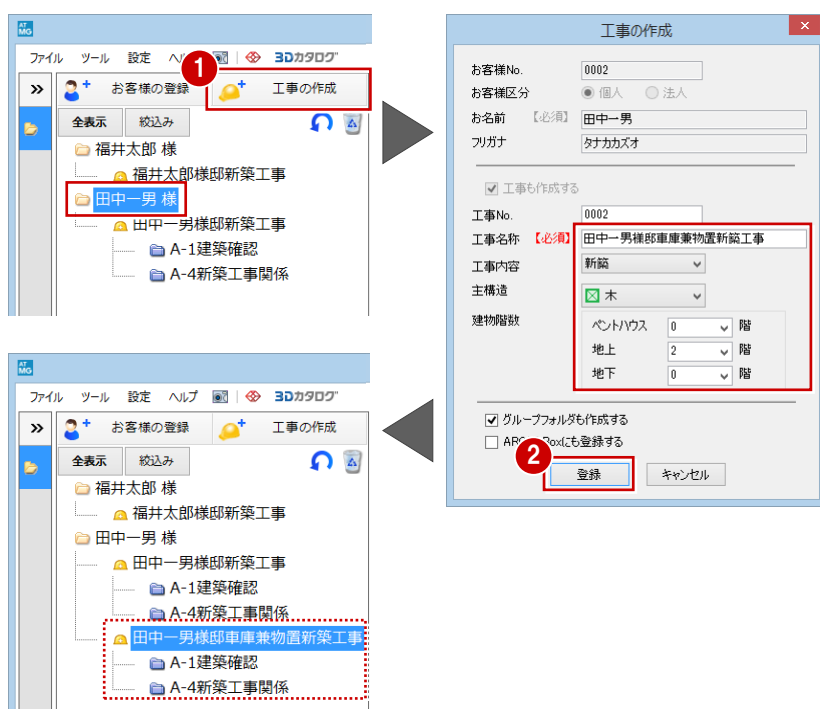 AT
MG
ファイル ツール 設定 ヘル 3Dカタログ
1
お客様の登録 工事の作成
全表示 絞込み
福井太郎 様
福井太郎様邸新築工事
田中一男 様
田中一男様邸新築工事
A-1建築確認
A-4新築工事関係
工事の作成
お客様No. 0002
お客様区分 個人 法人
お名前 【必須】 田中一男
フリガナ タナカカズオ
工事も作成する
工事No. 0002
工事名称 【必須】 田中一男様邸車庫兼物置新築工事
工事内容 新築
主構造 木
建物階数 ペントハウス 0 階
地上 2 階
地下 0 階
グループフォルダも作成する
にも登録する
2
登録 キャンセル
AT
MG
ファイル ツール 設定 ヘルプ 3Dカタログ
お客様の登録 工事の作成
全表示 絞込み
福井太郎 様
福井太郎様邸新築工事
田中一男 様
田中一男様邸新築工事
A-1建築確認
A-4新築工事関係
田中一男様邸車庫兼物置新築工事
A-1建築確認
A-4新築工事関係